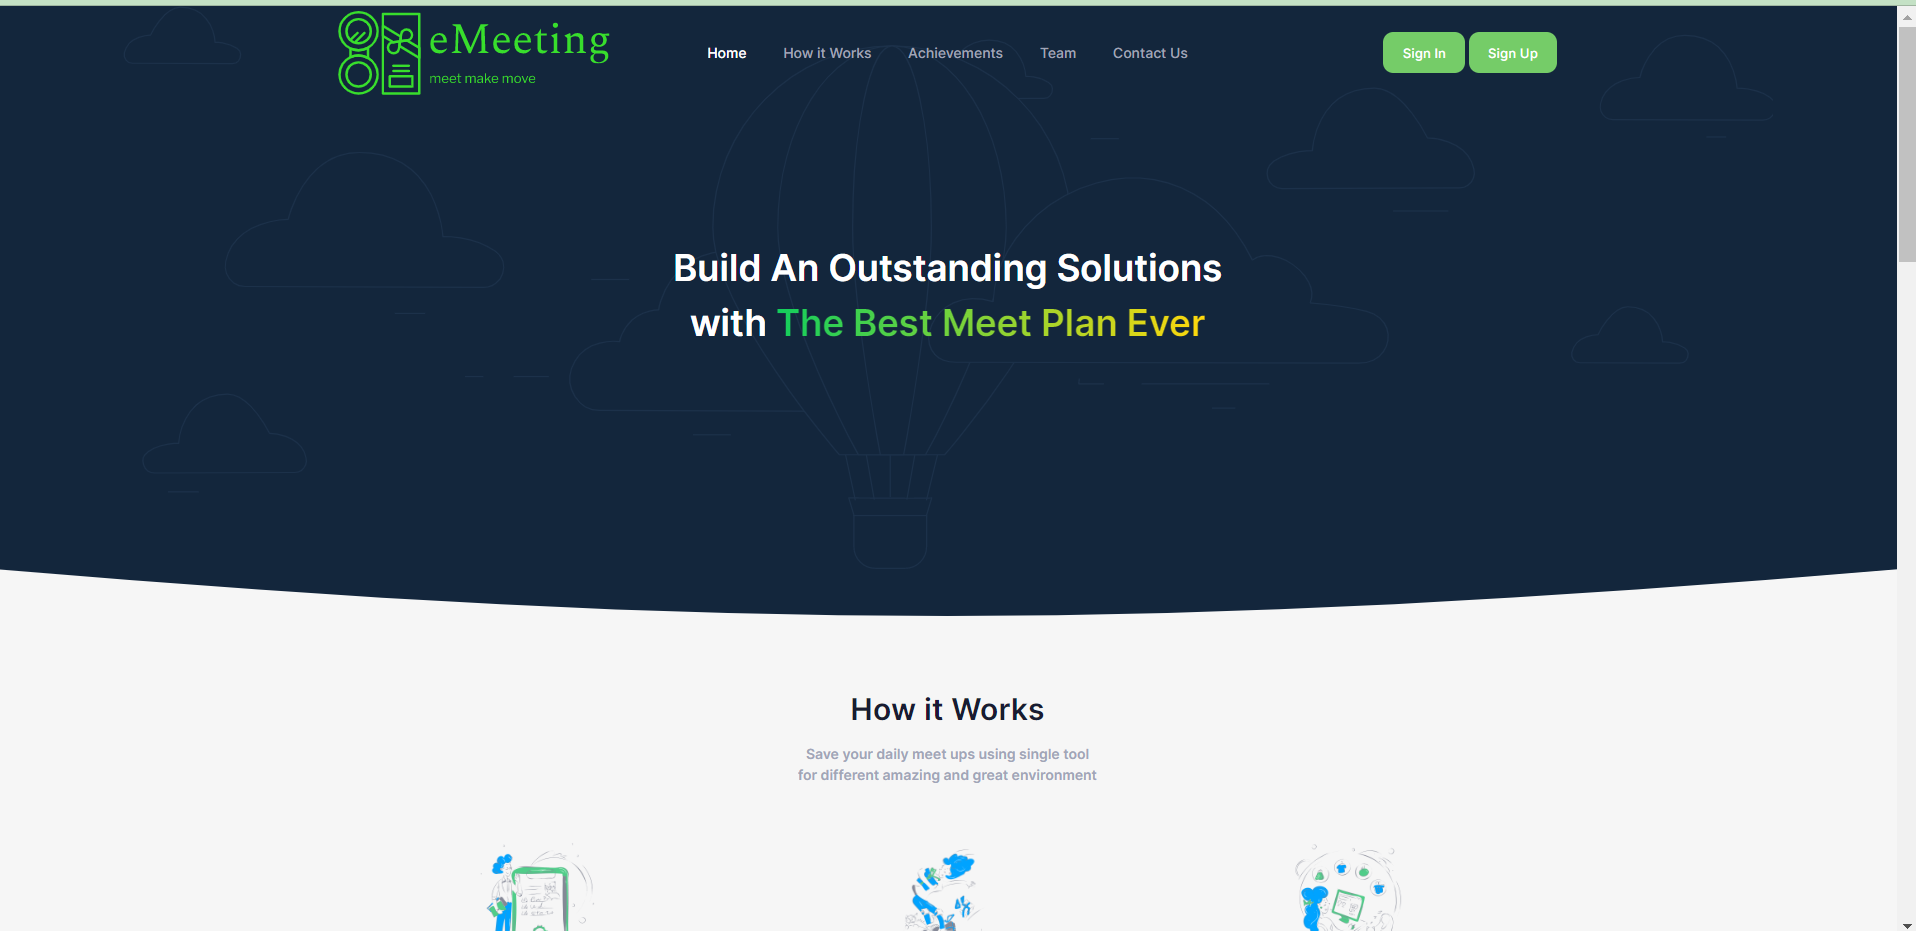 eMeeting
meet make move
Home How it Works Achievements Team Contact Us
Sign In Sign Up
Build An Outstanding Solutions
with The Best Meet Plan Ever
How it Works
Save your daily meet ups using single tool
for different amazing and great environment